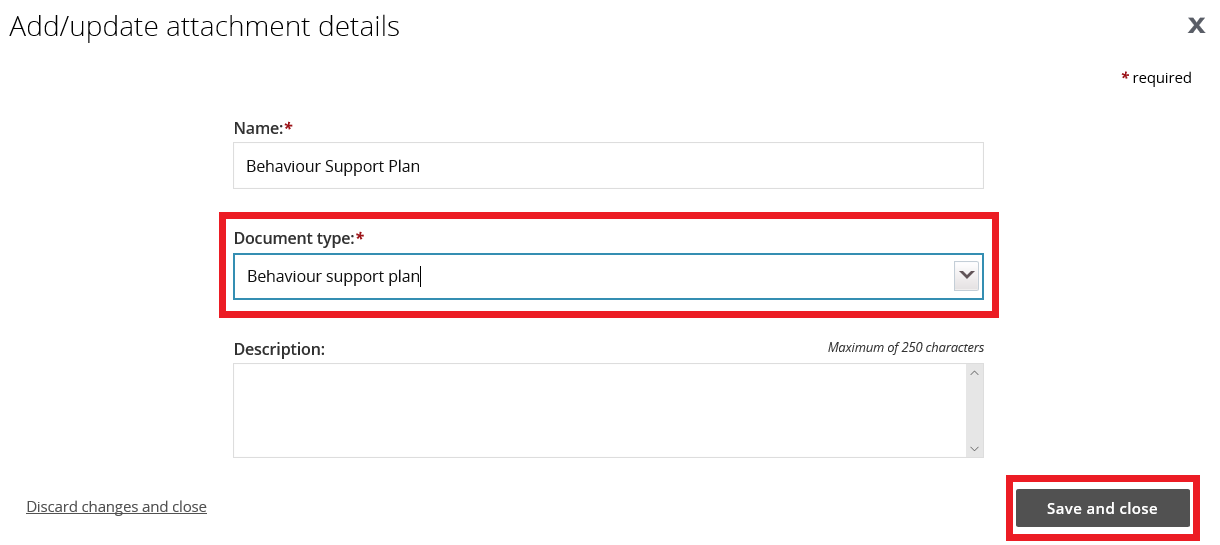 Add/update attachment details
X
* required
Name:*
Behaviour Support Plan
Document type:*
Behaviour support plan
Description:
Maximum of 250 characters
Discard changes and close
Save and close